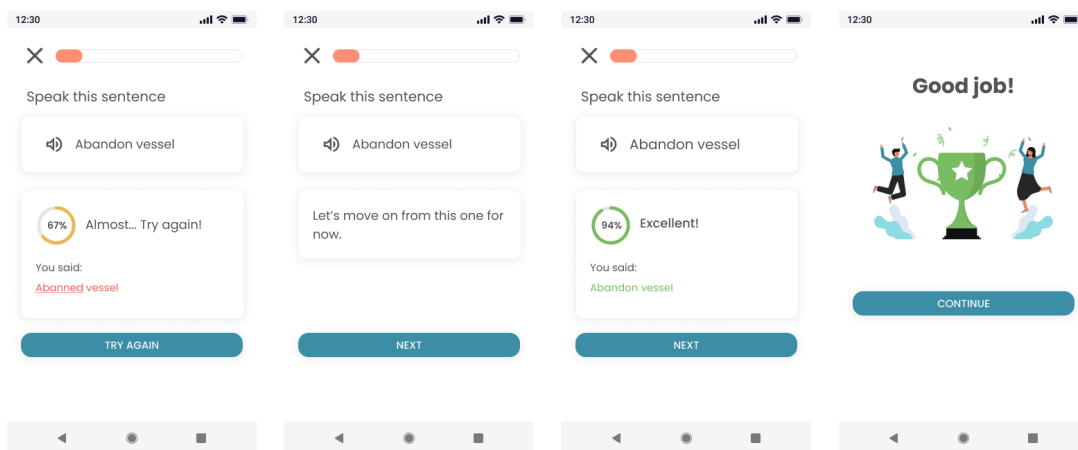 12:30
Speak this sentence
Abandon vessel
67%
Almost... Try again!
You said:
Abanned vessel
TRY AGAIN
12:30
Speak this sentence
Abandon vessel
Let's move on from this one for
now.
NEXT
12:30
Speak this sentence
Abandon vessel
94%
Excellent!
You said:
Abandon vessel
NEXT
12:30
Good job!
CONTINUE